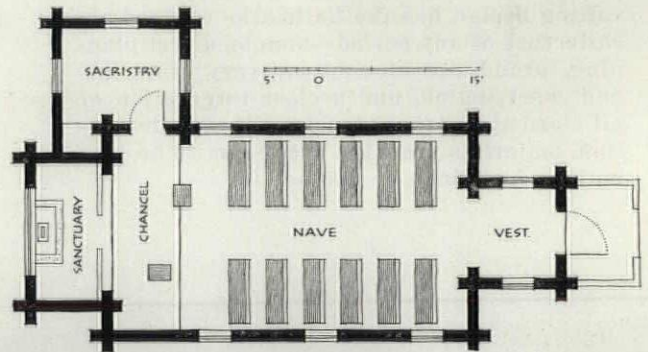 SACRISTRY
5' 0 15'
SANCTUARY
CHANCEL
NAVE
VEST.